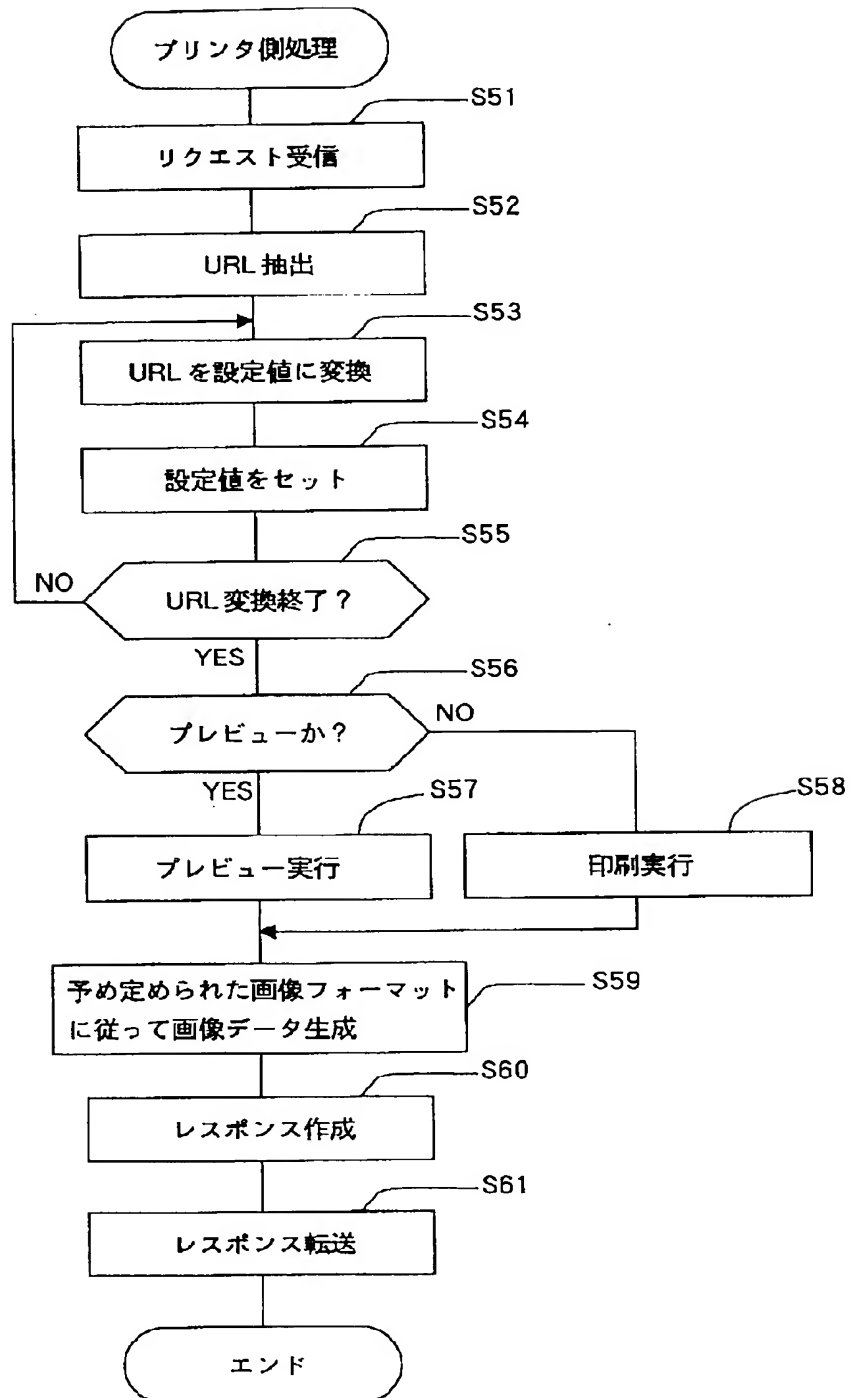 プリンタ側処理
S51
リクエスト受信
S52
URL 抽出
S53
URL を設定値に変換
S54
設定値をセット
S55
NO
URL 変換終了？
YES
S56
プレビューか？
NO
YES
S57
S58
プレビュー実行
印刷実行
予め定められた画像フォーマット
に従って画像データ生成
S59
S60
レスポンス作成
S61
レスポンス転送
エンド